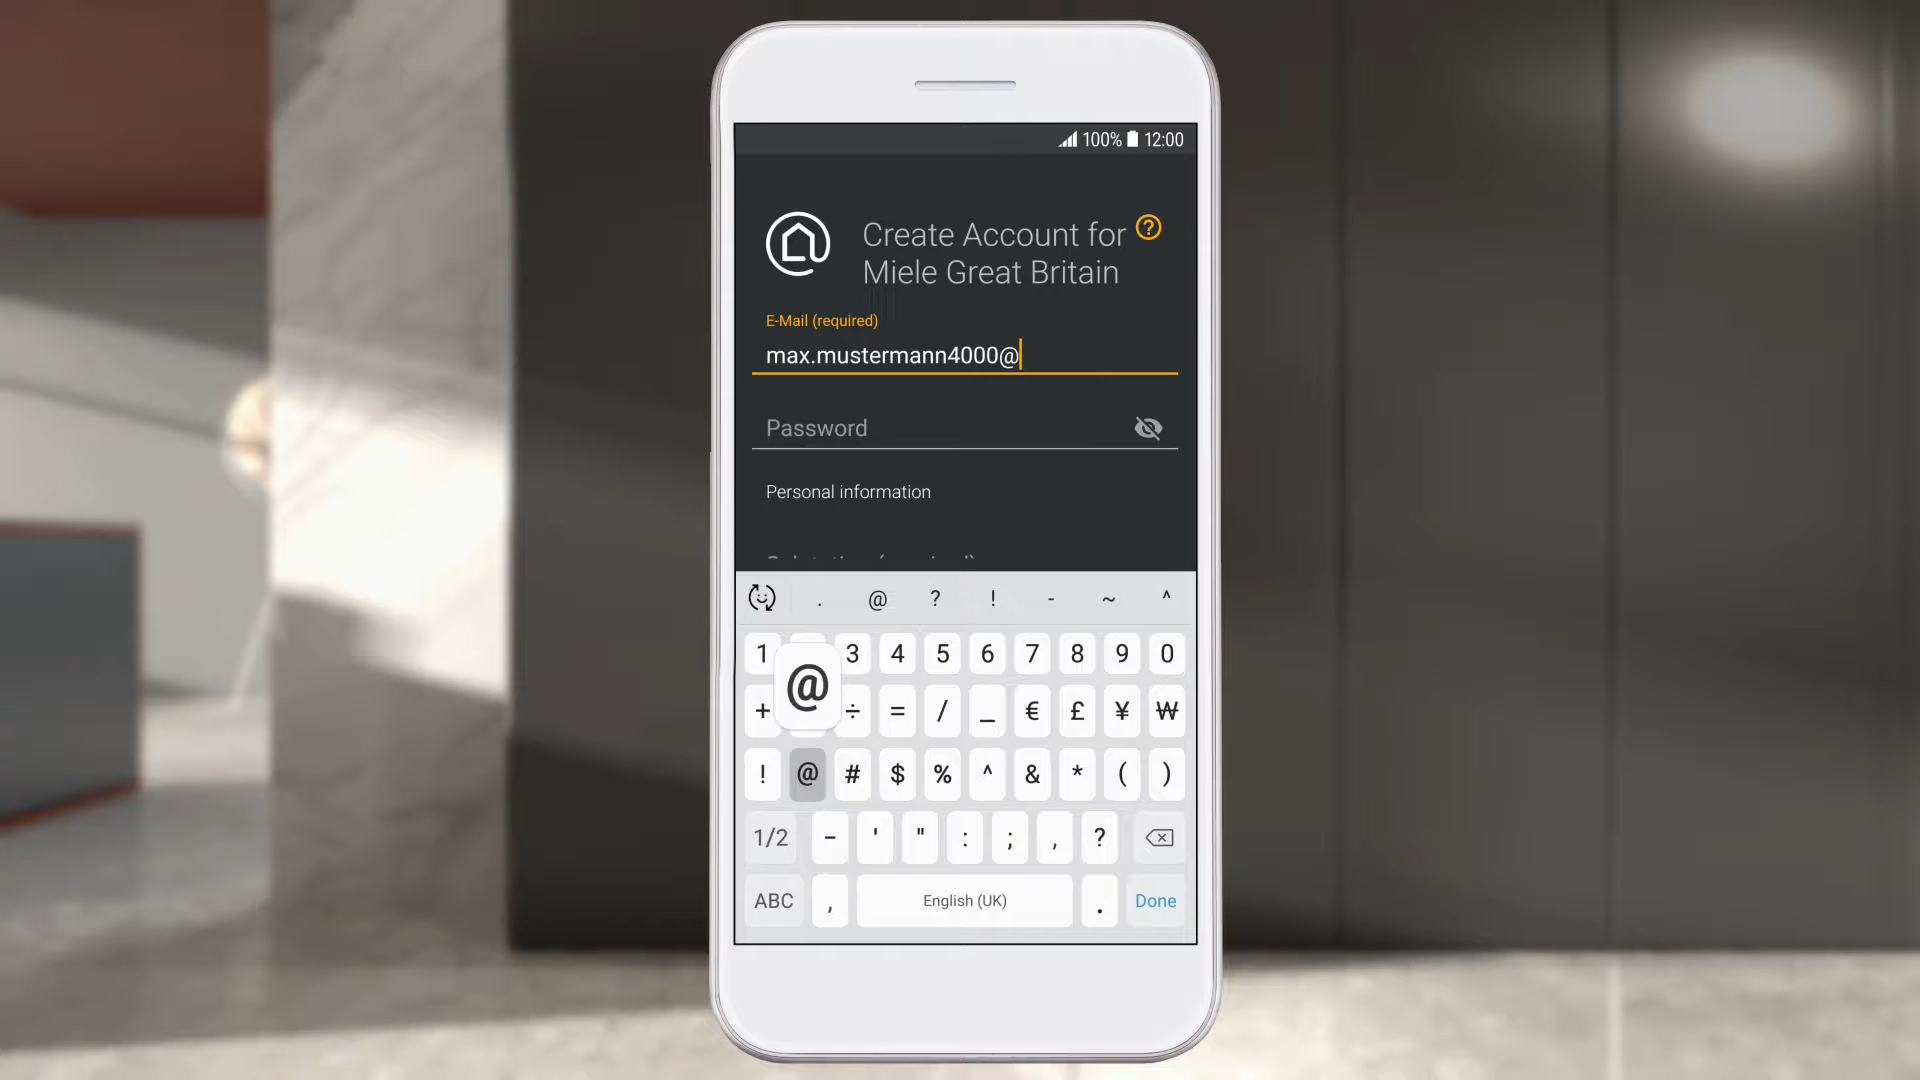 100% 12:00
Create Account for
Miele Great Britain
E-Mail (required)
max.mustermann4000@
Password
Personal information
. @ ? ! - ~ ^
1 3 4 5 6 7 8 9 0
@
+ ÷ = / _ € £ ¥ ₩
! @ # $ % ^ & * ( )
1/2 - ' " : ; , ?
ABC , English (UK) . Done